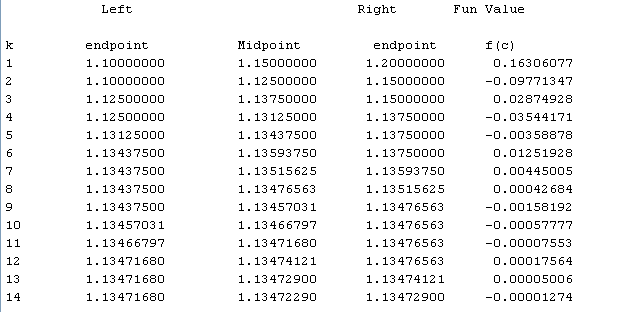 Left Right Fun Value
k endpoint Midpoint endpoint f(c)
1 1.10000000 1.15000000 1.20000000 0.16306077
2 1.10000000 1.12500000 1.15000000 -0.09771347
3 1.12500000 1.13750000 1.15000000 0.02874928
4 1.12500000 1.13125000 1.13750000 -0.03544171
5 1.13125000 1.13437500 1.13750000 -0.00358878
6 1.13437500 1.13593750 1.13750000 0.01251928
7 1.13437500 1.13515625 1.13593750 0.00445005
8 1.13437500 1.13476563 1.13515625 0.00042684
9 1.13437500 1.13457031 1.13476563 -0.00158192
10 1.13457031 1.13466797 1.13476563 -0.00057777
11 1.13466797 1.13471680 1.13476563 -0.00007553
12 1.13471680 1.13474121 1.13476563 0.00017564
13 1.13471680 1.13472900 1.13474121 0.00005006
14 1.13471680 1.13472290 1.13472900 -0.00001274